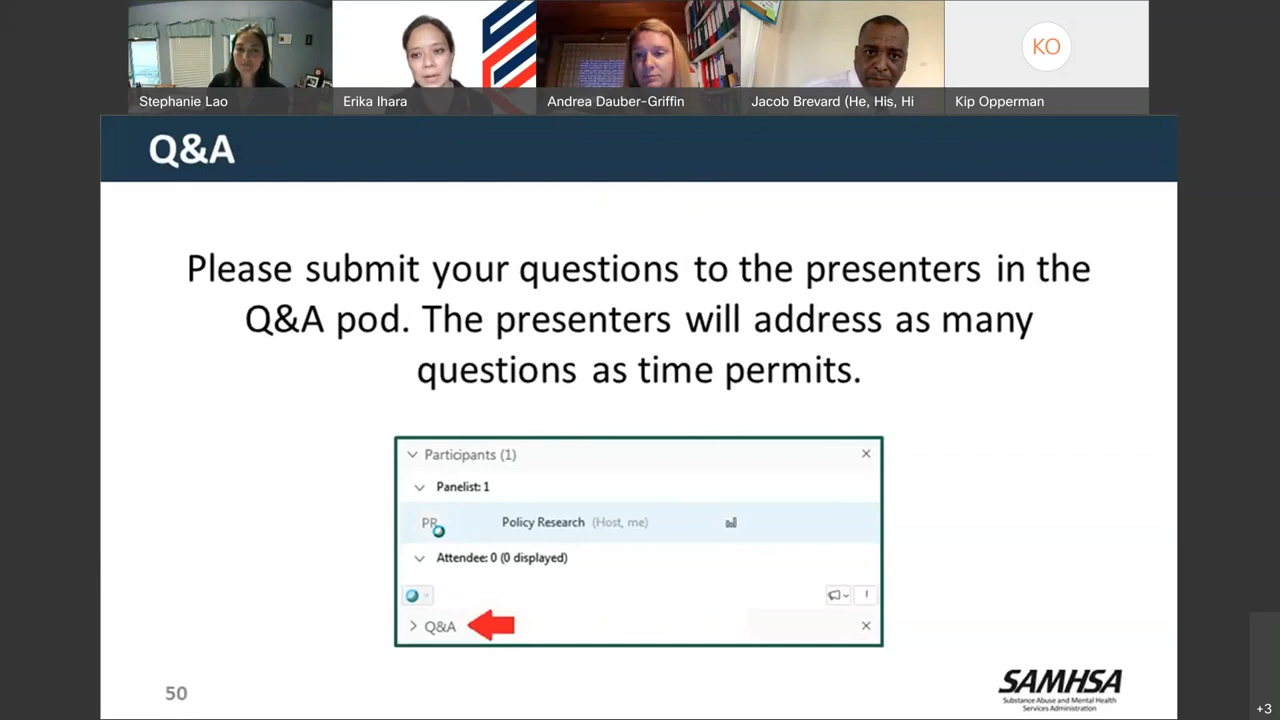 Stephanie Lao
Erika Ihara
Andrea Dauber-Griffin
Jacob Brevard (He, His, Hi
KO
Kip Opperman
Q&A
Please submit your questions to the presenters in the
Q&A pod. The presenters will address as many
questions as time permits.
Participants (1)
Panelist: 1
PR
Policy Research (Host, me)
Attendee: 0 (0 displayed)
Q&A
50
SAMHSA
Substance Abuse and Mental Health
Services Administration
+3